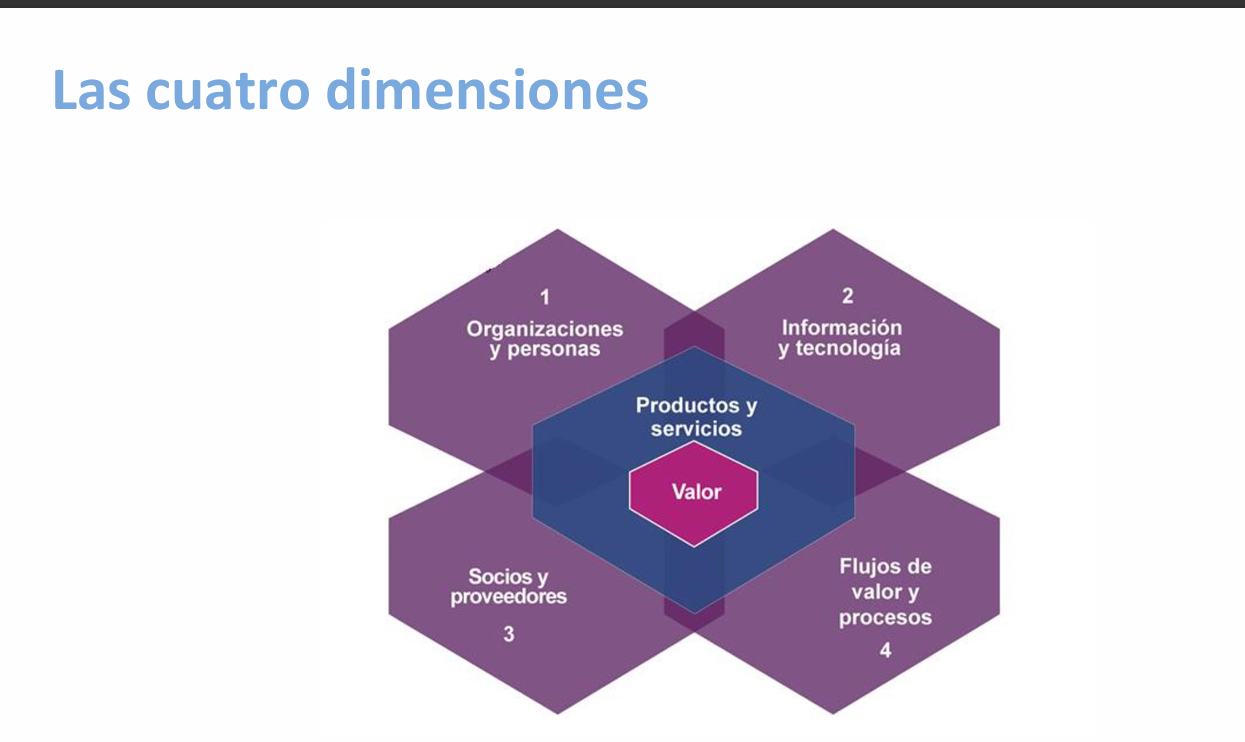 Las cuatro dimensiones
1
Organizaciones
y personas
2
Información
y tecnología
Productos y
servicios
Valor
Socios y
proveedores
3
Flujos de
valor y
procesos
4